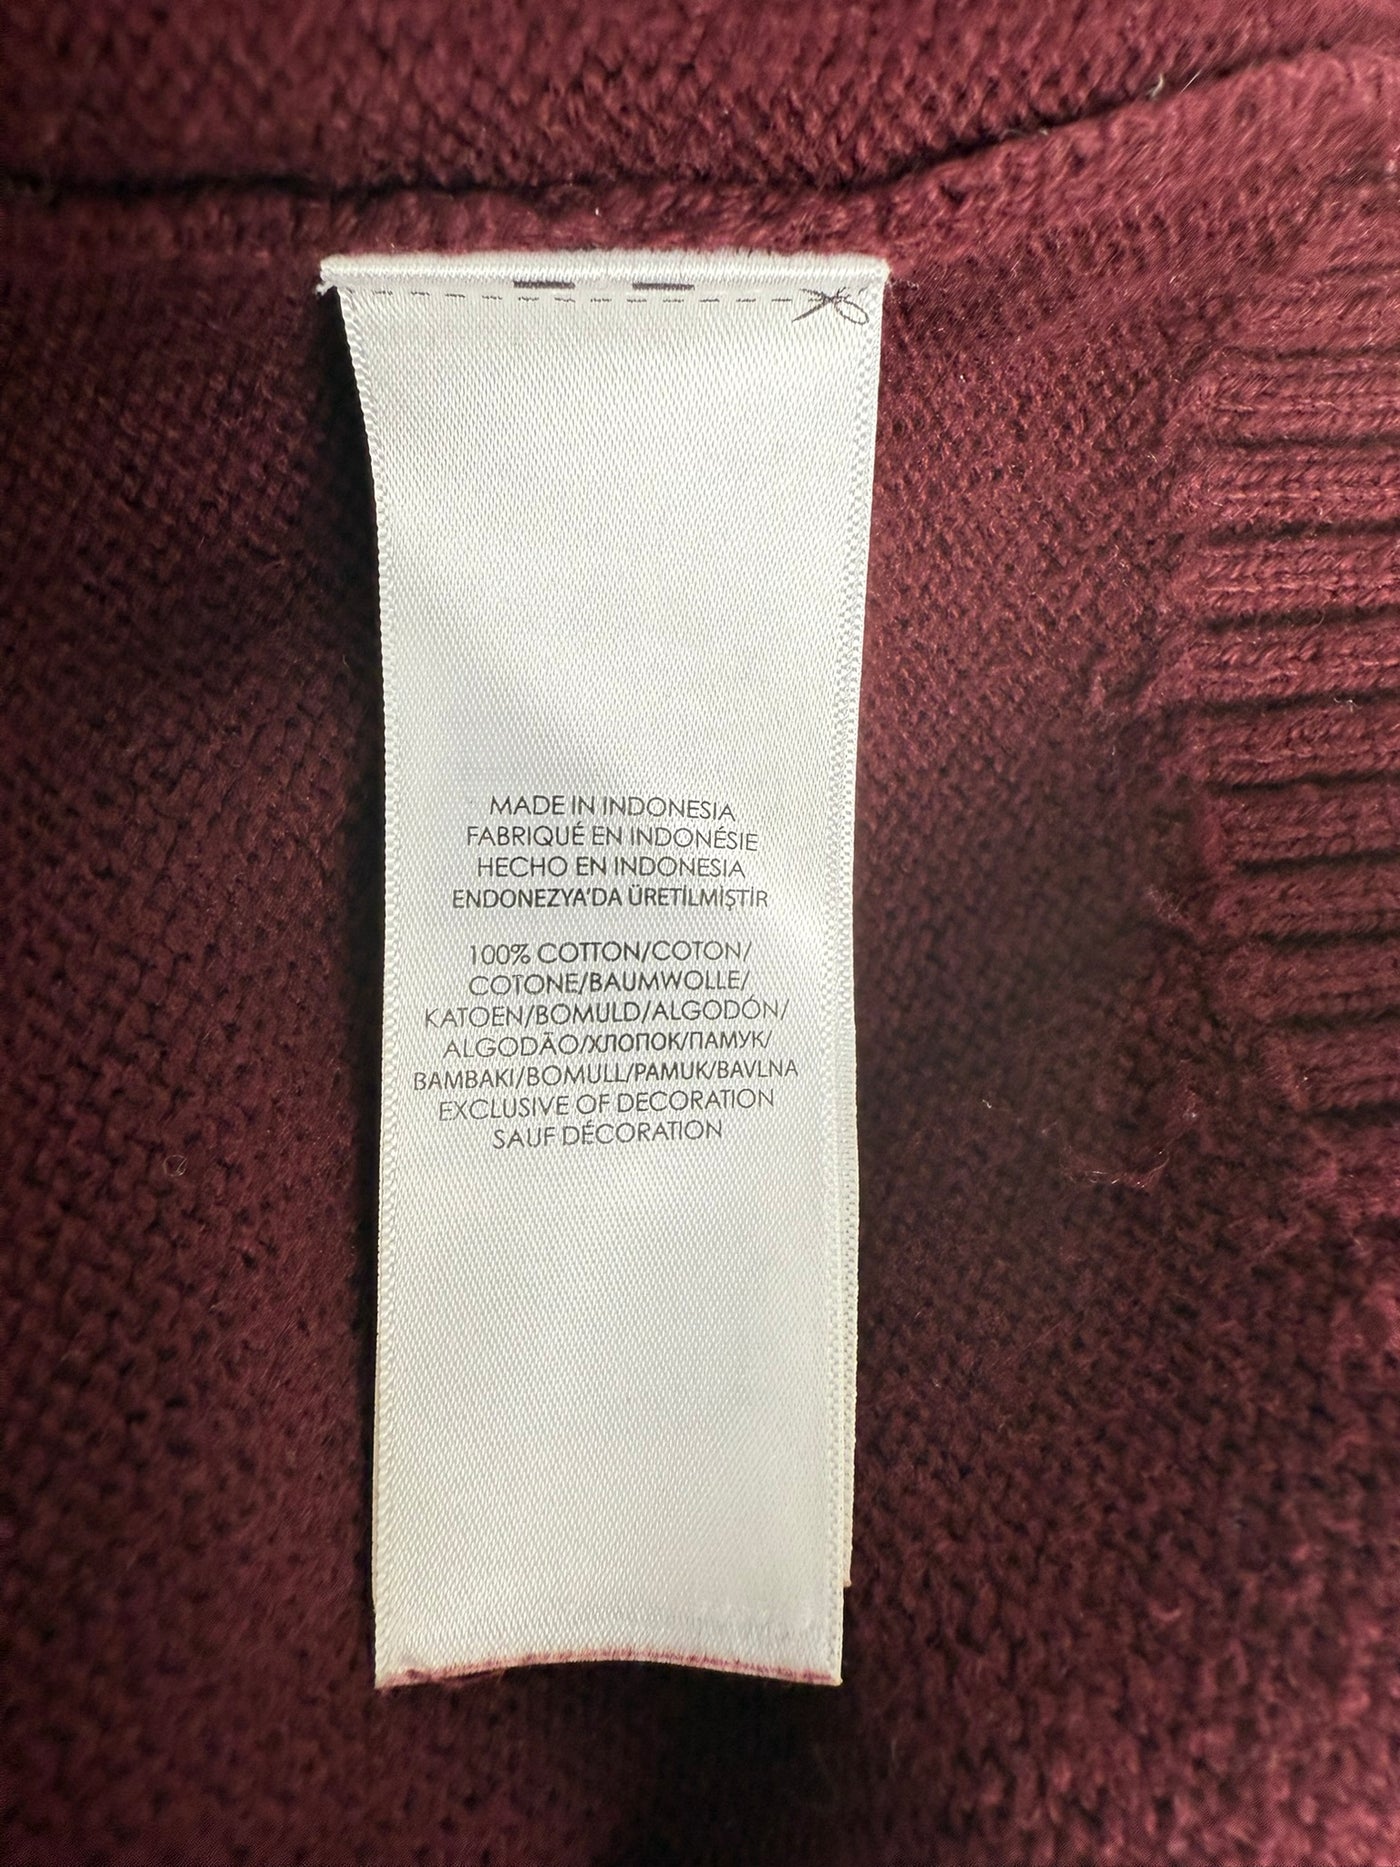 MADE IN INDONESIA
FABRIQUÉ EN INDONÉSIE
HECHO EN INDONESIA
ENDONEZYA'DA ÜRETİLMİŞTİR
100% COTTON/COTON/
COTONE/BAUMWOLLE/
KATOEN/BOMULD/ALGODÓN/
ALGODÃO/ХЛОПОК/ПАМУК/
BAMBAKI/BOMULL/PAMUK/BAVLNA
EXCLUSIVE OF DECORATION
SAUF DÉCORATION